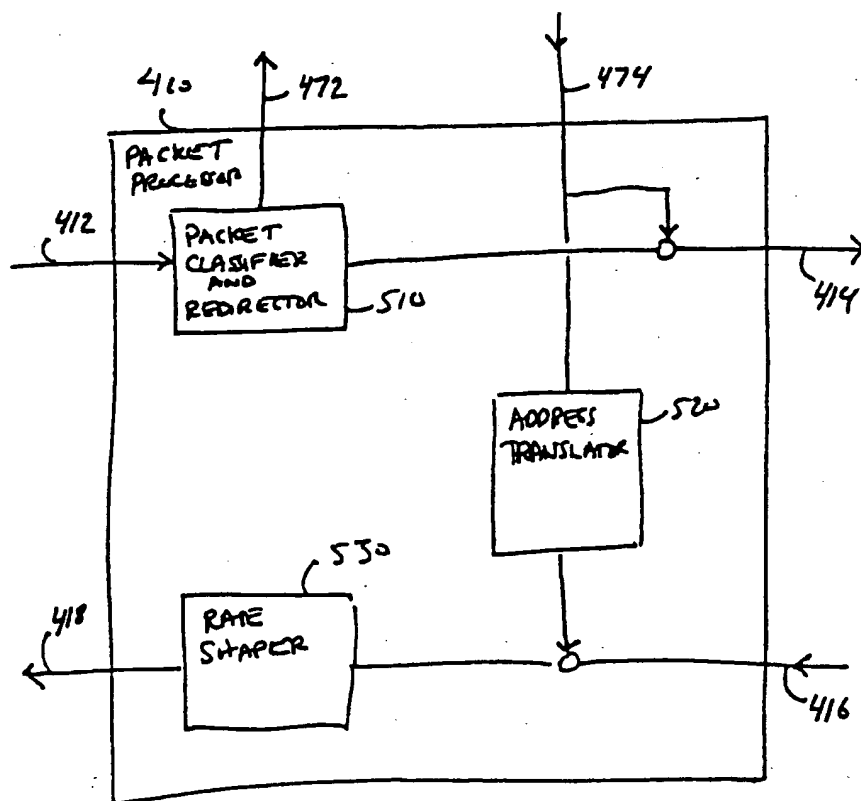 410
472
474
PACKET
PROCESSOR
412
PACKET
CLASSIFIER
AND
REDIRECTOR
510
414
ADDRESS
TRANSLATOR
520
530
418
RATE
SHAPER
416